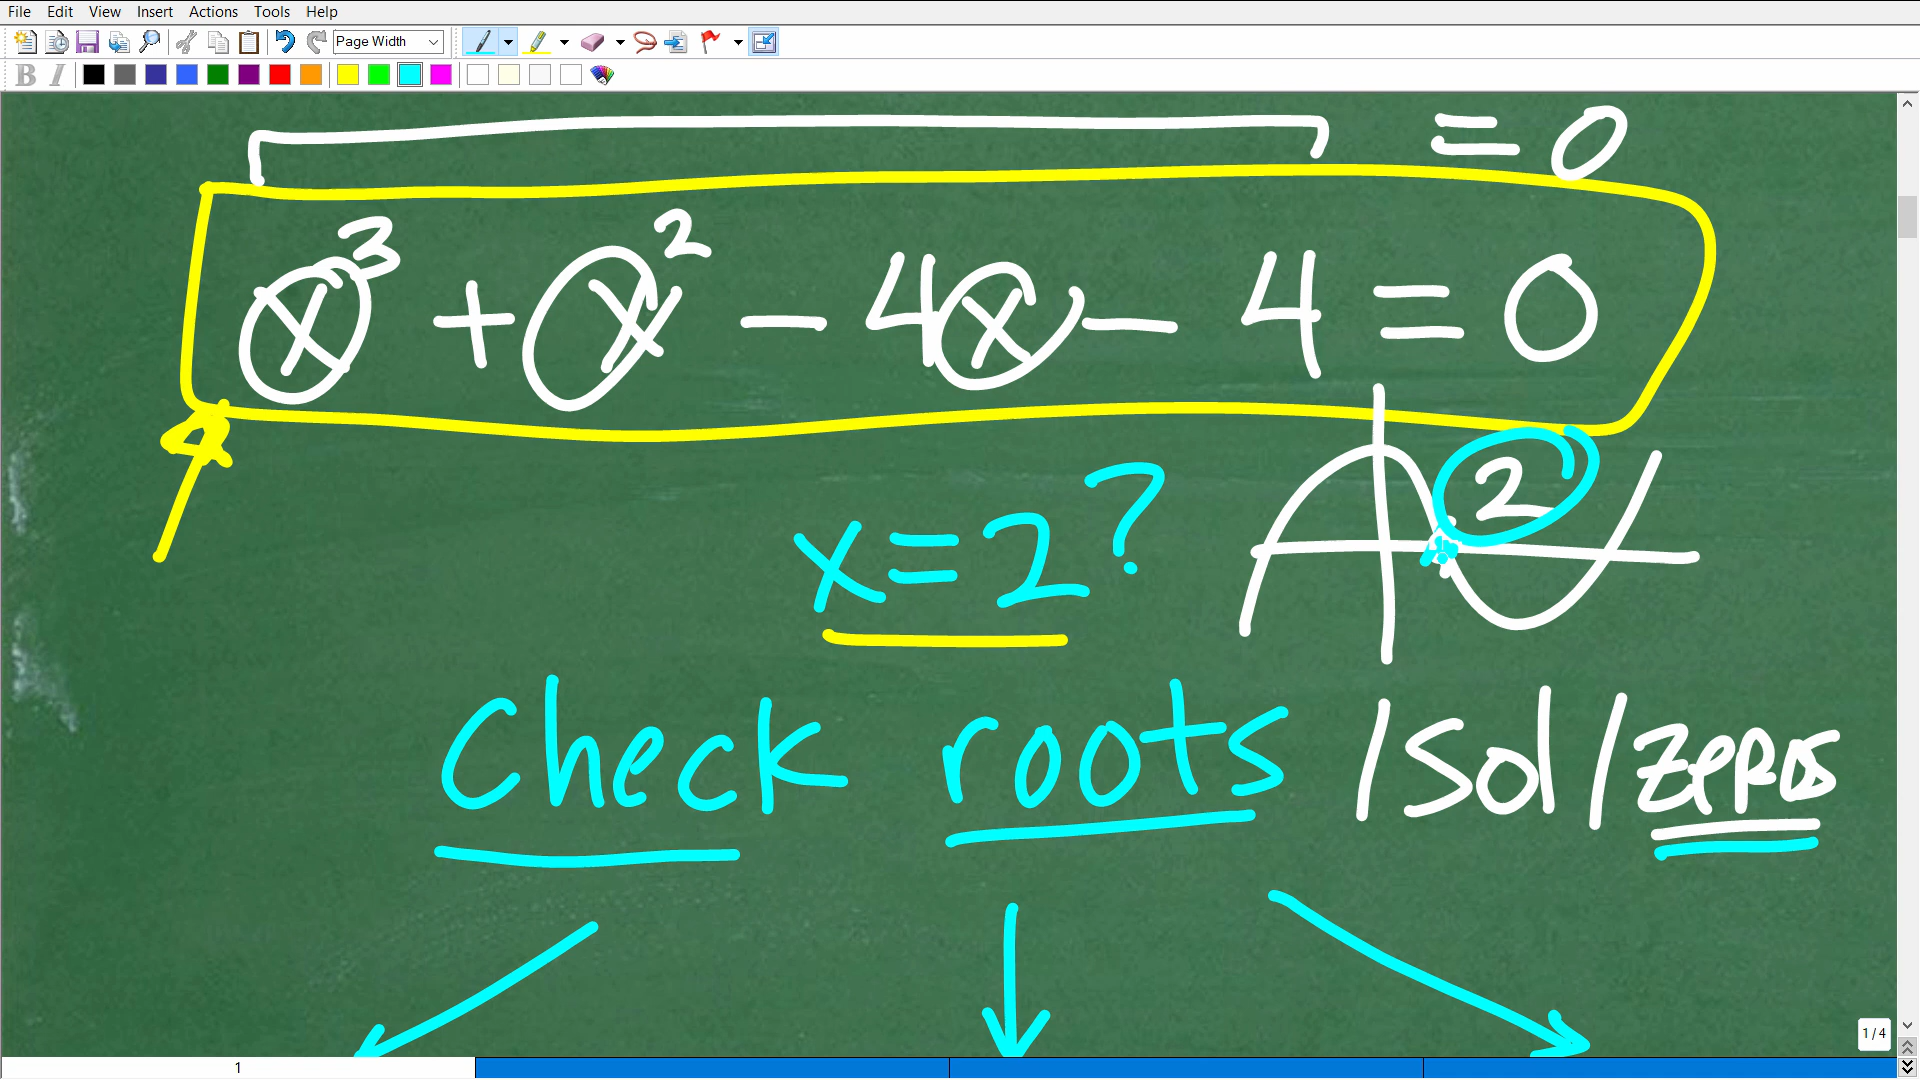 File Edit View Insert Actions Tools Help
Page Width
B I
= 0
x³ + x² - 4x - 4 = 0
2
x = 2 ?
Check roots / Sol / zeros
1 / 4
1